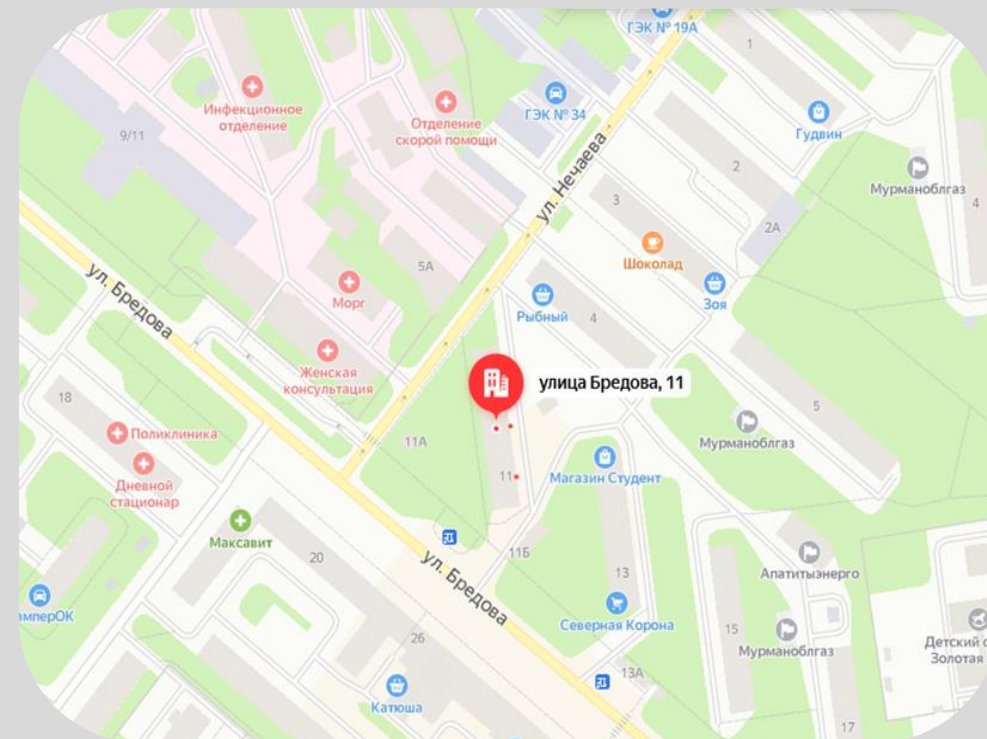 ГЭК № 19А
1
Инфекционное
отделение
9/11
Отделение
скорой помощи
ГЭК № 34
Гудвин
2
Мурманоблгаз
4
ул. Нечаева
3
2А
Шоколад
Зоя
5А
Морг
Рыбный
4
ул. Бредова
Женская
консультация
улица Бредова, 11
18
5
Поликлиника
11А
Мурманоблгаз
Дневной
стационар
11
Магазин Студент
Максавит
20
11Б
ул. Бредова
13
Апатитыэнерго
амперОК
Северная Корона
26
15
Мурманоблгаз
Детский с
Золотая
13А
Катюша
17